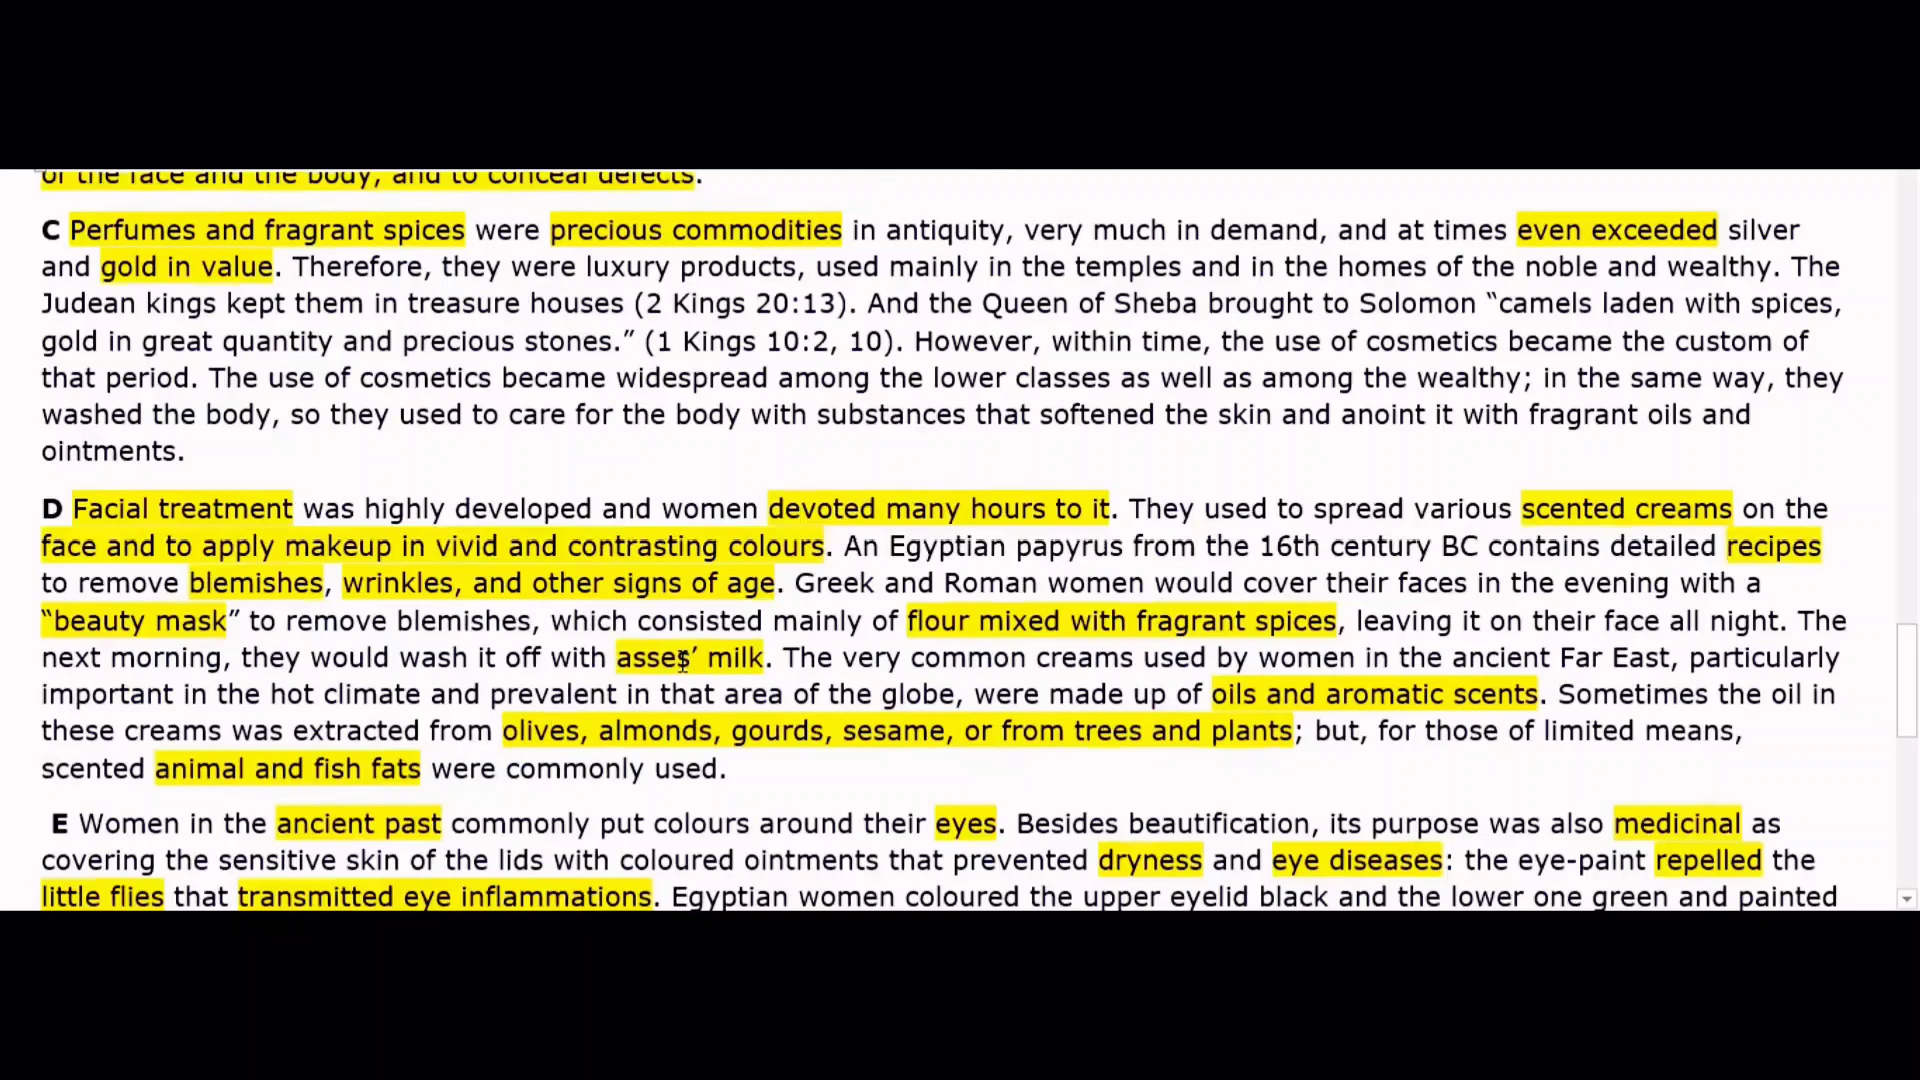 of the face and the body, and to conceal defects.
C Perfumes and fragrant spices were precious commodities in antiquity, very much in demand, and at times even exceeded silver
and gold in value. Therefore, they were luxury products, used mainly in the temples and in the homes of the noble and wealthy. The
Judean kings kept them in treasure houses (2 Kings 20:13). And the Queen of Sheba brought to Solomon “camels laden with spices,
gold in great quantity and precious stones.” (1 Kings 10:2, 10). However, within time, the use of cosmetics became the custom of
that period. The use of cosmetics became widespread among the lower classes as well as among the wealthy; in the same way, they
washed the body, so they used to care for the body with substances that softened the skin and anoint it with fragrant oils and
ointments.
D Facial treatment was highly developed and women devoted many hours to it. They used to spread various scented creams on the
face and to apply makeup in vivid and contrasting colours. An Egyptian papyrus from the 16th century BC contains detailed recipes
to remove blemishes, wrinkles, and other signs of age. Greek and Roman women would cover their faces in the evening with a
“beauty mask” to remove blemishes, which consisted mainly of flour mixed with fragrant spices, leaving it on their face all night. The
next morning, they would wash it off with asses’ milk. The very common creams used by women in the ancient Far East, particularly
important in the hot climate and prevalent in that area of the globe, were made up of oils and aromatic scents. Sometimes the oil in
these creams was extracted from olives, almonds, gourds, sesame, or from trees and plants; but, for those of limited means,
scented animal and fish fats were commonly used.
E Women in the ancient past commonly put colours around their eyes. Besides beautification, its purpose was also medicinal as
covering the sensitive skin of the lids with coloured ointments that prevented dryness and eye diseases: the eye-paint repelled the
little flies that transmitted eye inflammations. Egyptian women coloured the upper eyelid black and the lower one green and painted